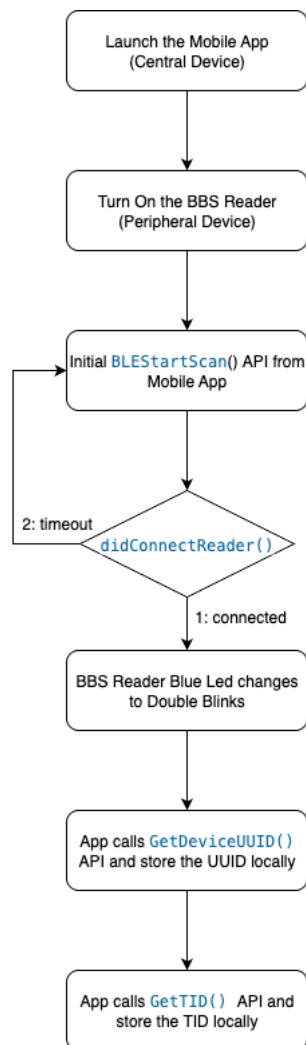 Launch the Mobile App
(Central Device)
Turn On the BBS Reader
(Peripheral Device)
Initial BLEStartScan() API from
Mobile App
2: timeout
didConnectReader()
1: connected
BBS Reader Blue Led changes
to Double Blinks
App calls GetDeviceUUID()
API and store the UUID locally
App calls GetTID() API and
store the TID locally